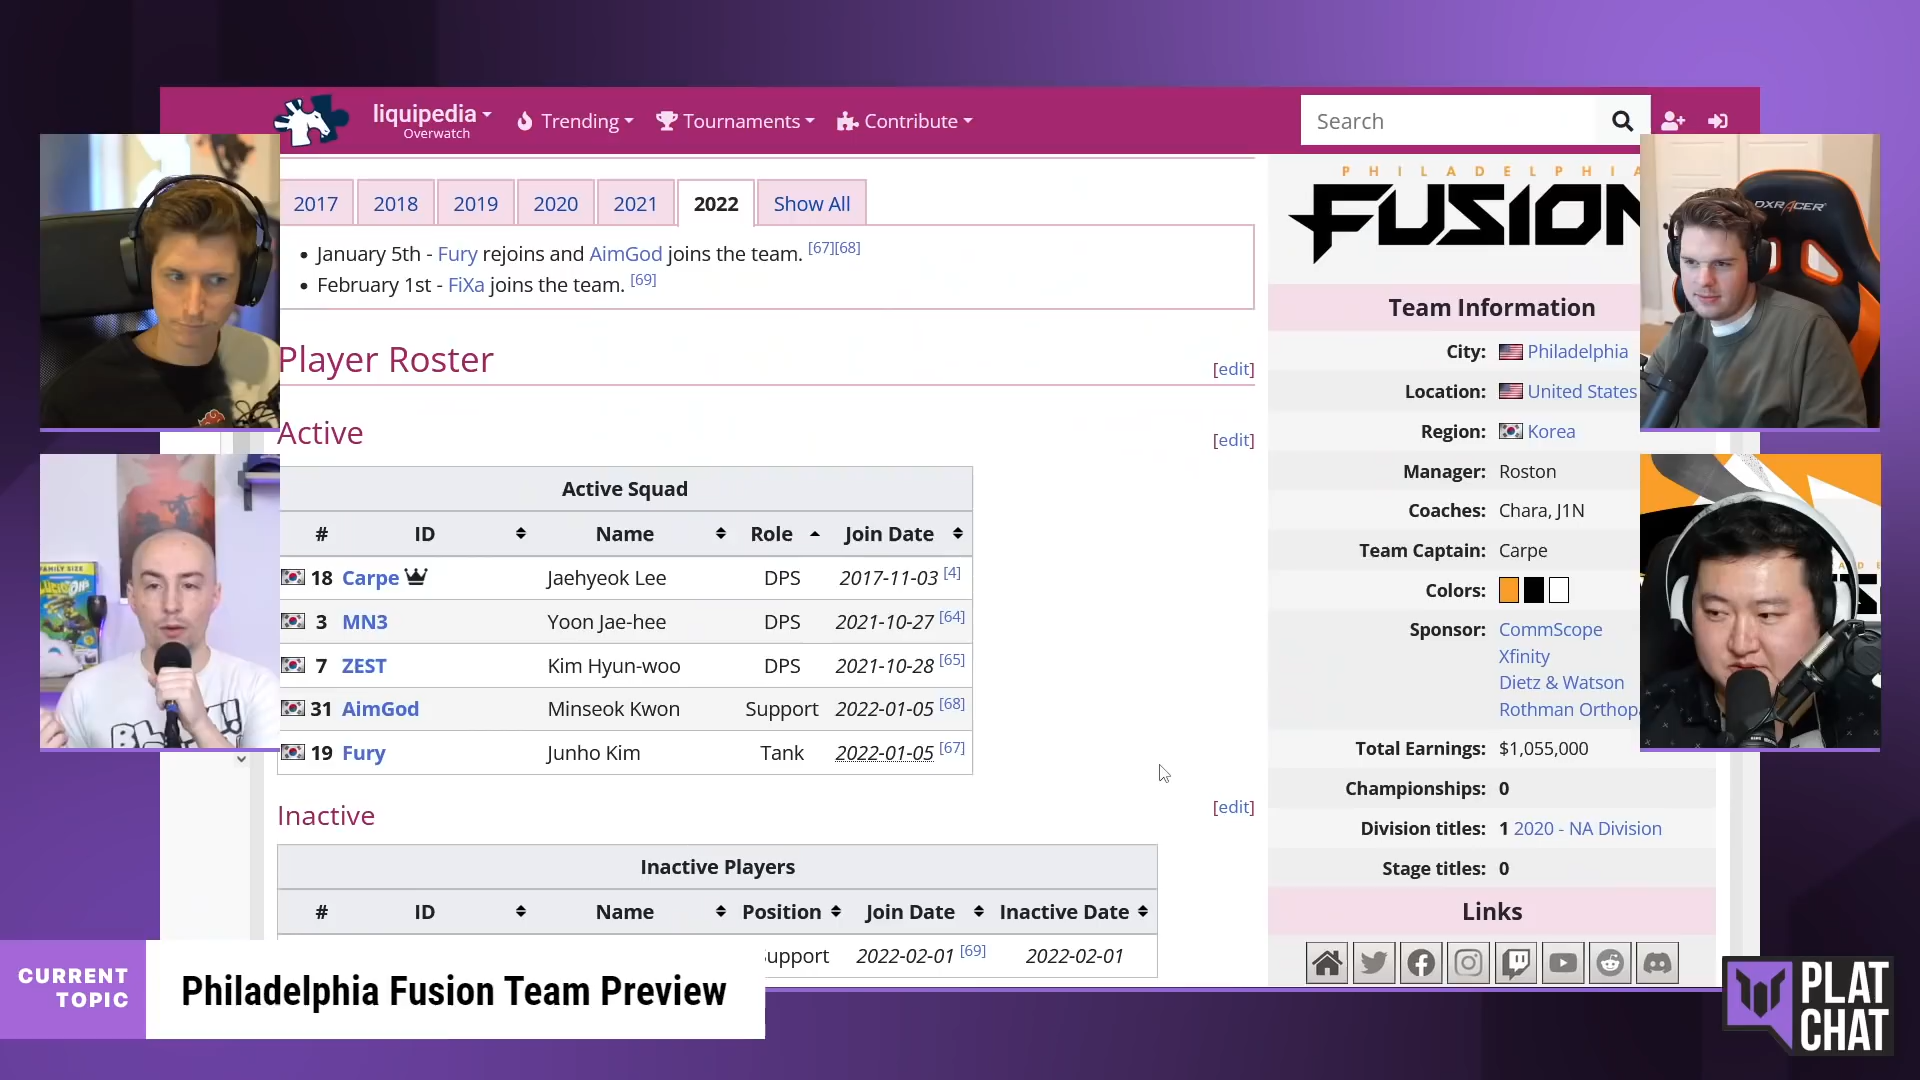 liquipedia
Overwatch
Trending
Tournaments
Contribute
Search
2017
2018
2019
2020
2021
2022
Show All
January 5th - Fury rejoins and AimGod joins the team. [67][68]
February 1st - FiXa joins the team. [69]
Player Roster
[edit]
Active
[edit]
Active Squad
# ID Name Role Join Date
18 Carpe Jaehyeok Lee DPS 2017-11-03 [4]
3 MN3 Yoon Jae-hee DPS 2021-10-27 [64]
7 ZEST Kim Hyun-woo DPS 2021-10-28 [65]
31 AimGod Minseok Kwon Support 2022-01-05 [68]
19 Fury Junho Kim Tank 2022-01-05 [67]
Inactive
[edit]
Inactive Players
# ID Name Position Join Date Inactive Date
Support 2022-02-01 [69] 2022-02-01
PHILADELPHIA
FUSION
Team Information
City: Philadelphia
Location: United States
Region: Korea
Manager: Roston
Coaches: Chara, J1N
Team Captain: Carpe
Colors:
Sponsor: CommScope
Xfinity
Dietz & Watson
Rothman Orthop
Total Earnings: $1,055,000
Championships: 0
Division titles: 1 2020 - NA Division
Stage titles: 0
Links
DXRACER
FAMILY SIZE
CURRENT
TOPIC
Philadelphia Fusion Team Preview
PLAT
CHAT